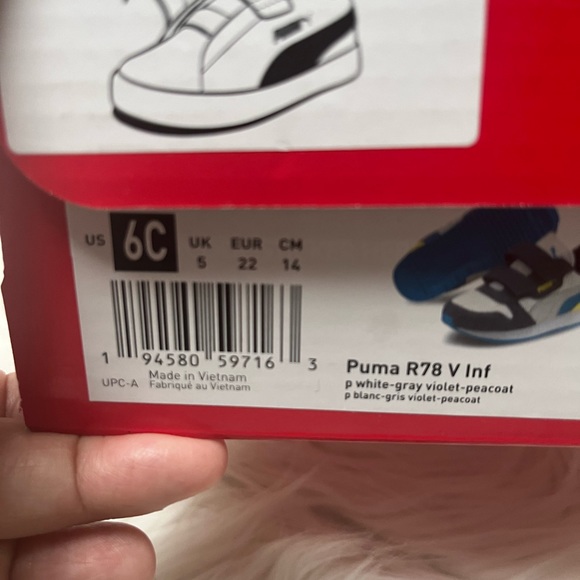 PUMA
US 6C UK EUR CM
5 22 14
1 94580 59716 3
UPC-A Made in Vietnam
Fabriqué au Vietnam
Puma R78 V Inf
p white-gray violet-peacoat
p blanc-gris violet-peacoat